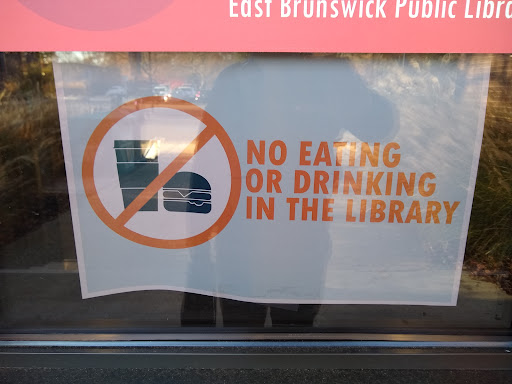 East Brunswick Public Libra
NO EATING
OR DRINKING
IN THE LIBRARY